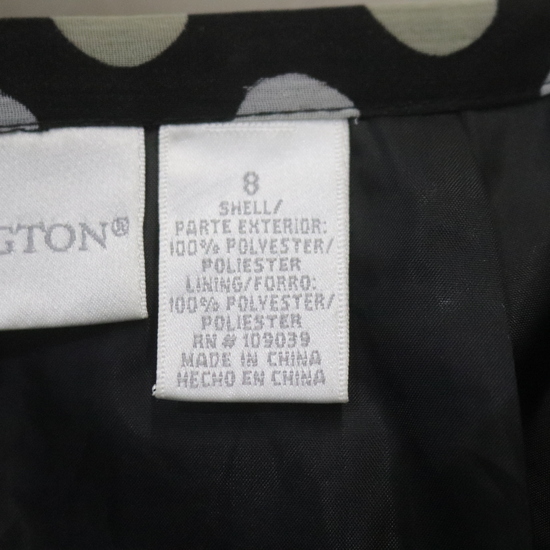 GTON®
8
SHELL/
PARTE EXTERIOR:
100% POLYESTER/
POLIESTER
LINING/FORRO:
100% POLYESTER/
POLIESTER
RN# 109039
MADE IN CHINA
HECHO EN CHINA